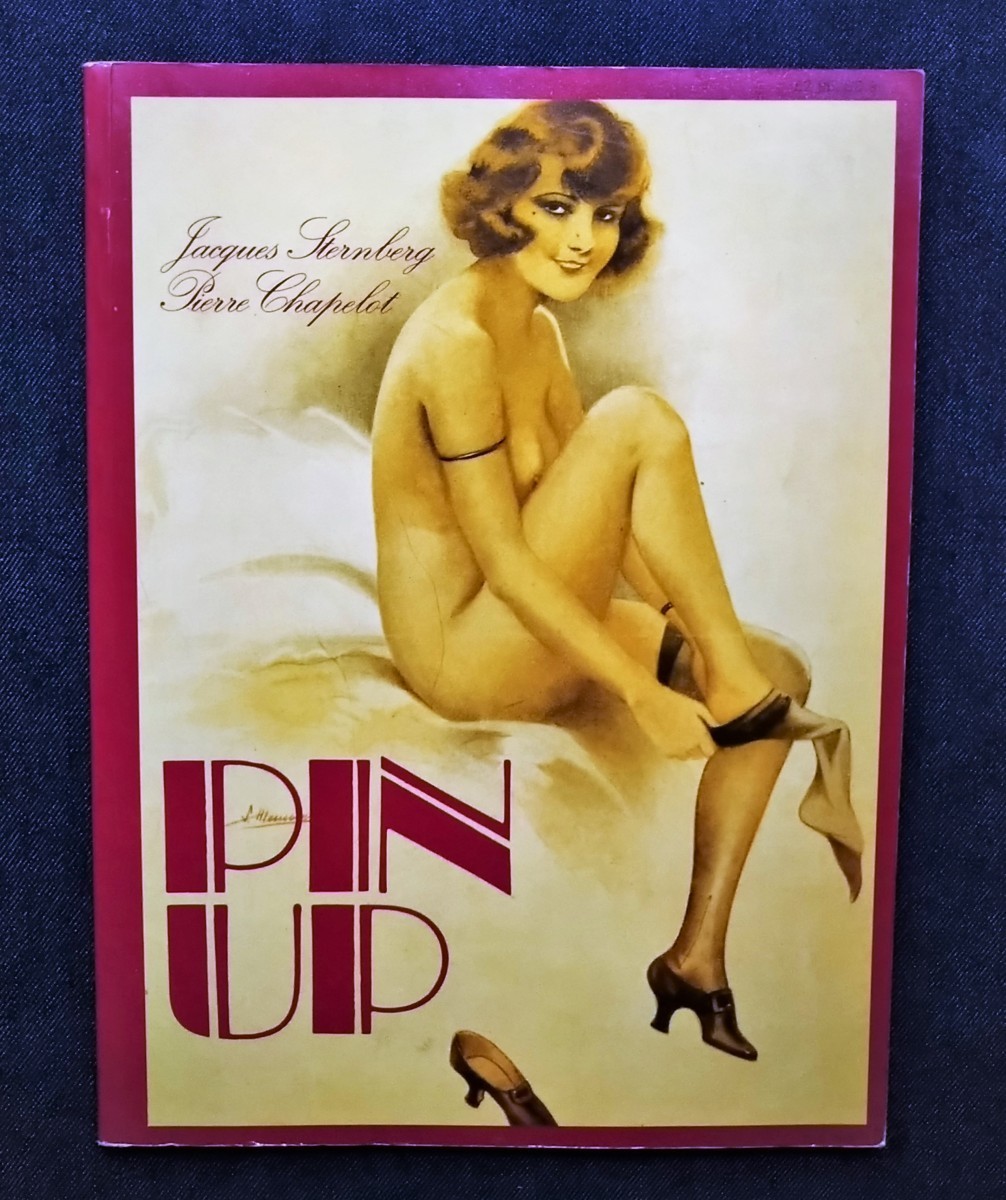 Jacques Sternberg
Pierre Chapelot
PIN
UP